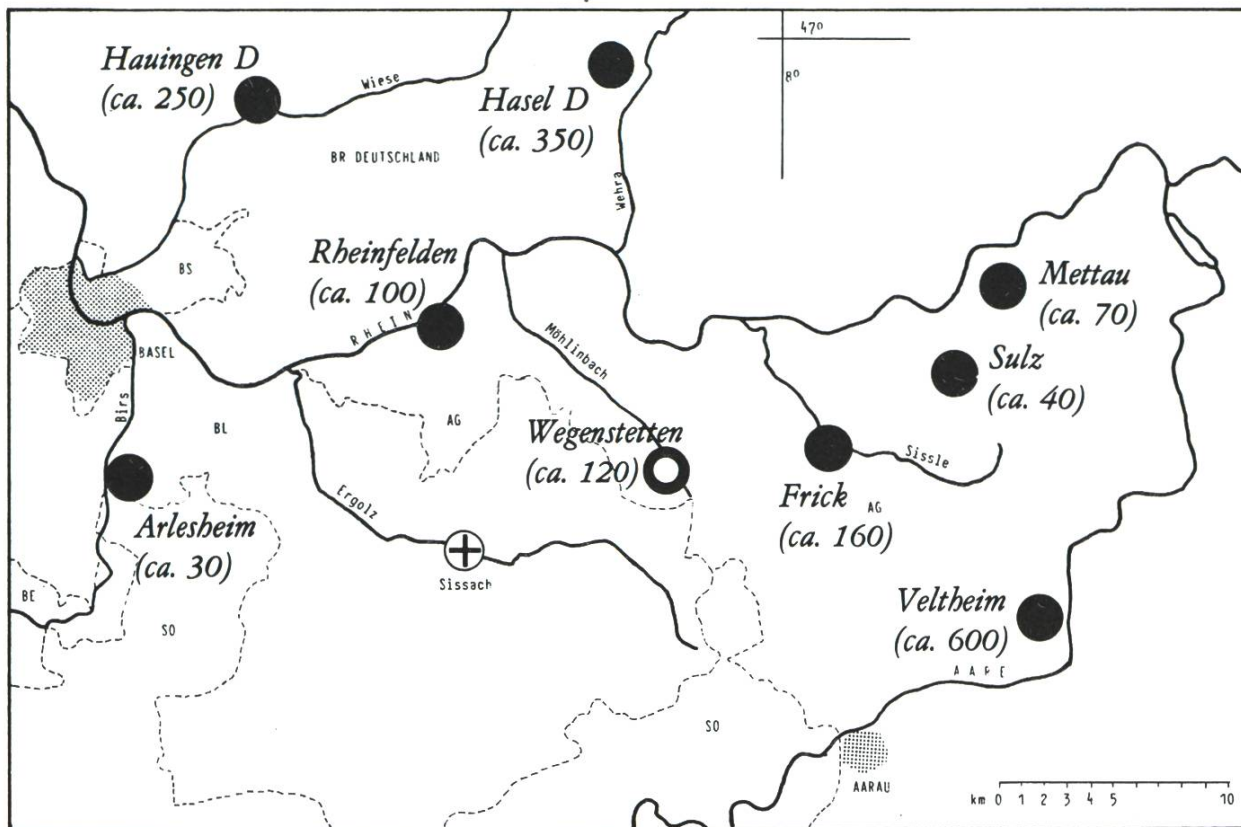 Hauingen D
(ca. 250)
Wiese
Hasel D
(ca. 350)
47º
8º
BR DEUTSCHLAND
Wehra
BS
Rheinfelden
(ca. 100)
RHEIN
Mettau
(ca. 70)
BASEL
Möhlinbach
Sulz
(ca. 40)
Birs
BL
AG
Wegenstetten
(ca. 120)
Sissle
Ergolz
Frick
AG
(ca. 160)
Arlesheim
(ca. 30)
Sissach
BE
SO
Veltheim
(ca. 600)
AARE
SO
AARAU
km 0 1 2 3 4 5 10